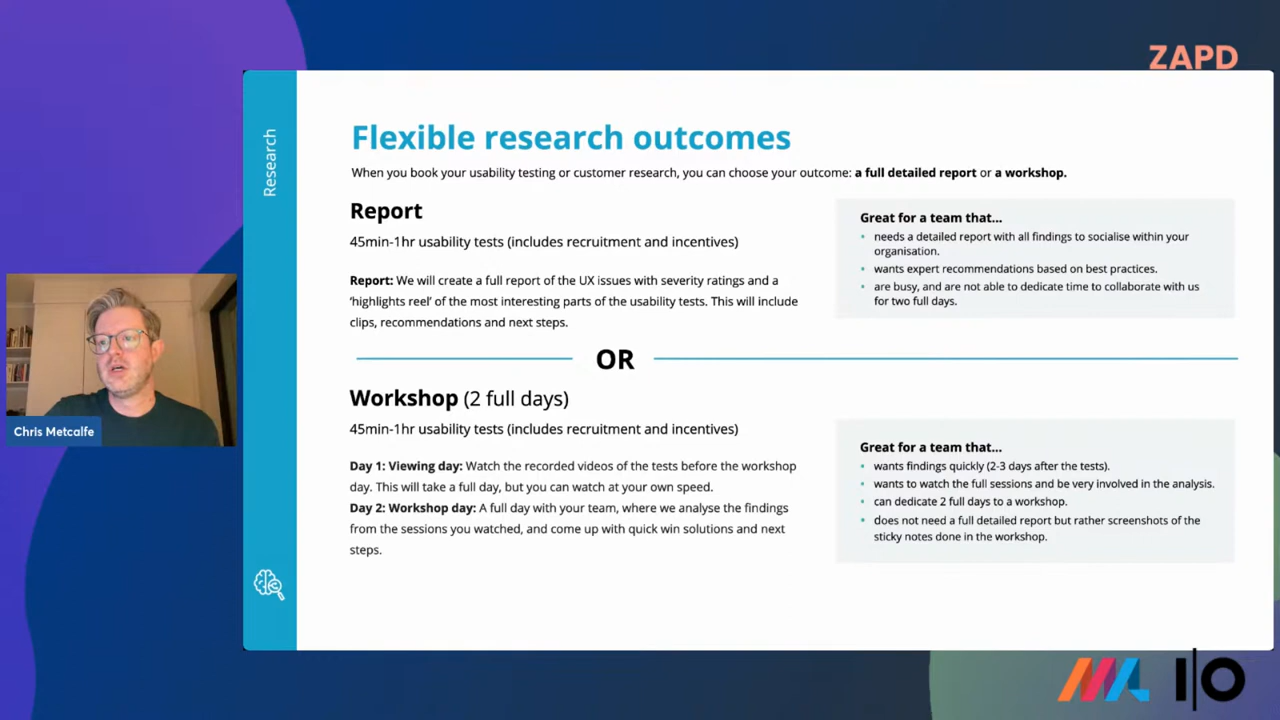 ZAPD
Research
Flexible research outcomes
When you book your usability testing or customer research, you can choose your outcome: a full detailed report or a workshop.
Report
45min-1hr usability tests (includes recruitment and incentives)
Report: We will create a full report of the UX issues with severity ratings and a
‘highlights reel’ of the most interesting parts of the usability tests. This will include
clips, recommendations and next steps.
Great for a team that...
• needs a detailed report with all findings to socialise within your
organisation.
• wants expert recommendations based on best practices.
• are busy, and are not able to dedicate time to collaborate with us
for two full days.
OR
Workshop (2 full days)
45min-1hr usability tests (includes recruitment and incentives)
Day 1: Viewing day: Watch the recorded videos of the tests before the workshop
day. This will take a full day, but you can watch at your own speed.
Day 2: Workshop day: A full day with your team, where we analyse the findings
from the sessions you watched, and come up with quick win solutions and next
steps.
Great for a team that...
• wants findings quickly (2-3 days after the tests).
• wants to watch the full sessions and be very involved in the analysis.
• can dedicate 2 full days to a workshop.
• does not need a full detailed report but rather screenshots of the
sticky notes done in the workshop.
Chris Metcalfe
MA I/O